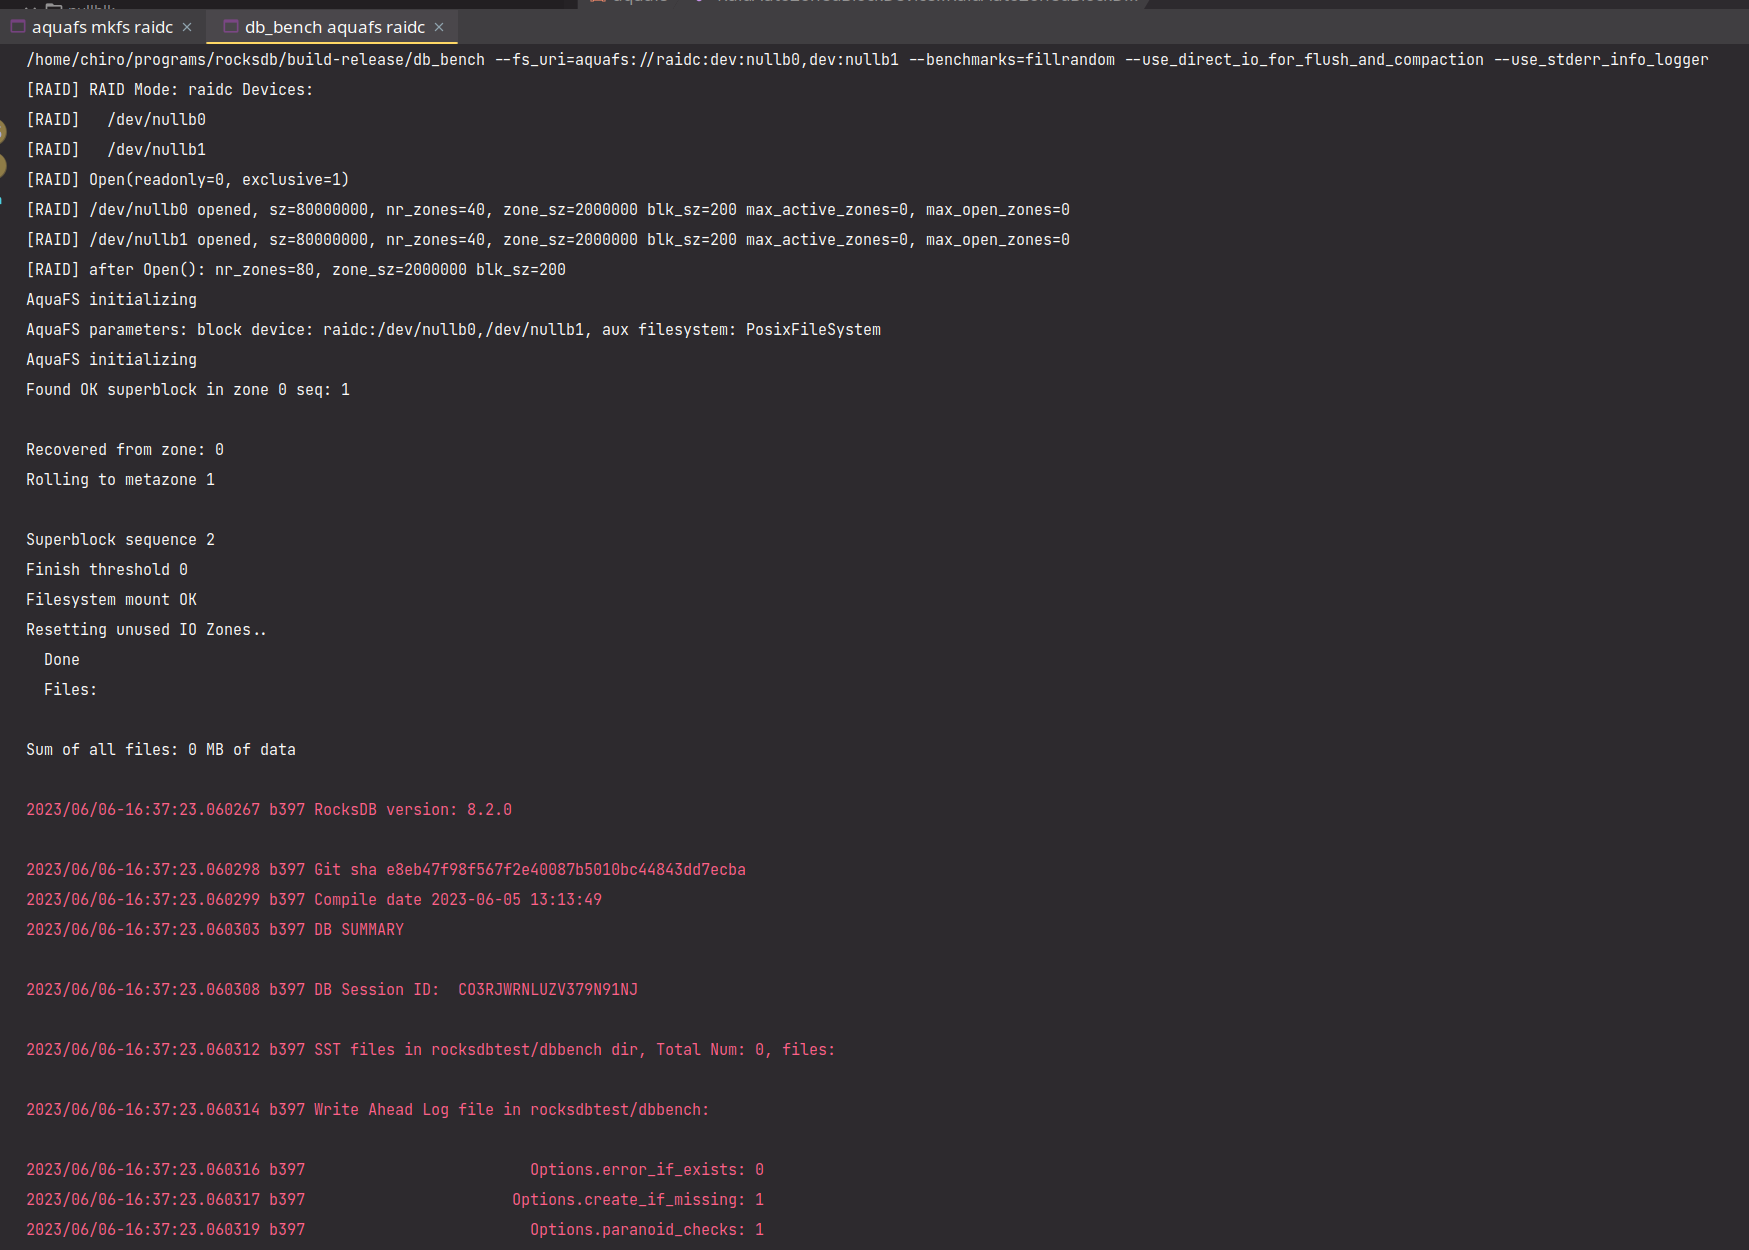 aquafs mkfs raidc × db_bench aquafs raidc ×
/home/chiro/programs/rocksdb/build-release/db_bench --fs_uri=aquafs://raidc:dev:nullb0,dev:nullb1 --benchmarks=fillrandom --use_direct_io_for_flush_and_compaction --use_stderr_info_logger
[RAID] RAID Mode: raidc Devices:
[RAID]   /dev/nullb0
[RAID]   /dev/nullb1
[RAID] Open(readonly=0, exclusive=1)
[RAID] /dev/nullb0 opened, sz=80000000, nr_zones=40, zone_sz=2000000 blk_sz=200 max_active_zones=0, max_open_zones=0
[RAID] /dev/nullb1 opened, sz=80000000, nr_zones=40, zone_sz=2000000 blk_sz=200 max_active_zones=0, max_open_zones=0
[RAID] after Open(): nr_zones=80, zone_sz=2000000 blk_sz=200
AquaFS initializing
AquaFS parameters: block device: raidc:/dev/nullb0,/dev/nullb1, aux filesystem: PosixFileSystem
AquaFS initializing
Found OK superblock in zone 0 seq: 1
Recovered from zone: 0
Rolling to metazone 1
Superblock sequence 2
Finish threshold 0
Filesystem mount OK
Resetting unused IO Zones..
  Done
  Files:
Sum of all files: 0 MB of data
2023/06/06-16:37:23.060267 b397 RocksDB version: 8.2.0
2023/06/06-16:37:23.060298 b397 Git sha e8eb47f98f567f2e40087b5010bc44843dd7ecba
2023/06/06-16:37:23.060299 b397 Compile date 2023-06-05 13:13:49
2023/06/06-16:37:23.060303 b397 DB SUMMARY
2023/06/06-16:37:23.060308 b397 DB Session ID:  CO3RJWRNLUZV379N91NJ
2023/06/06-16:37:23.060312 b397 SST files in rocksdbtest/dbbench dir, Total Num: 0, files:
2023/06/06-16:37:23.060314 b397 Write Ahead Log file in rocksdbtest/dbbench:
2023/06/06-16:37:23.060316 b397                         Options.error_if_exists: 0
2023/06/06-16:37:23.060317 b397                       Options.create_if_missing: 1
2023/06/06-16:37:23.060319 b397                         Options.paranoid_checks: 1